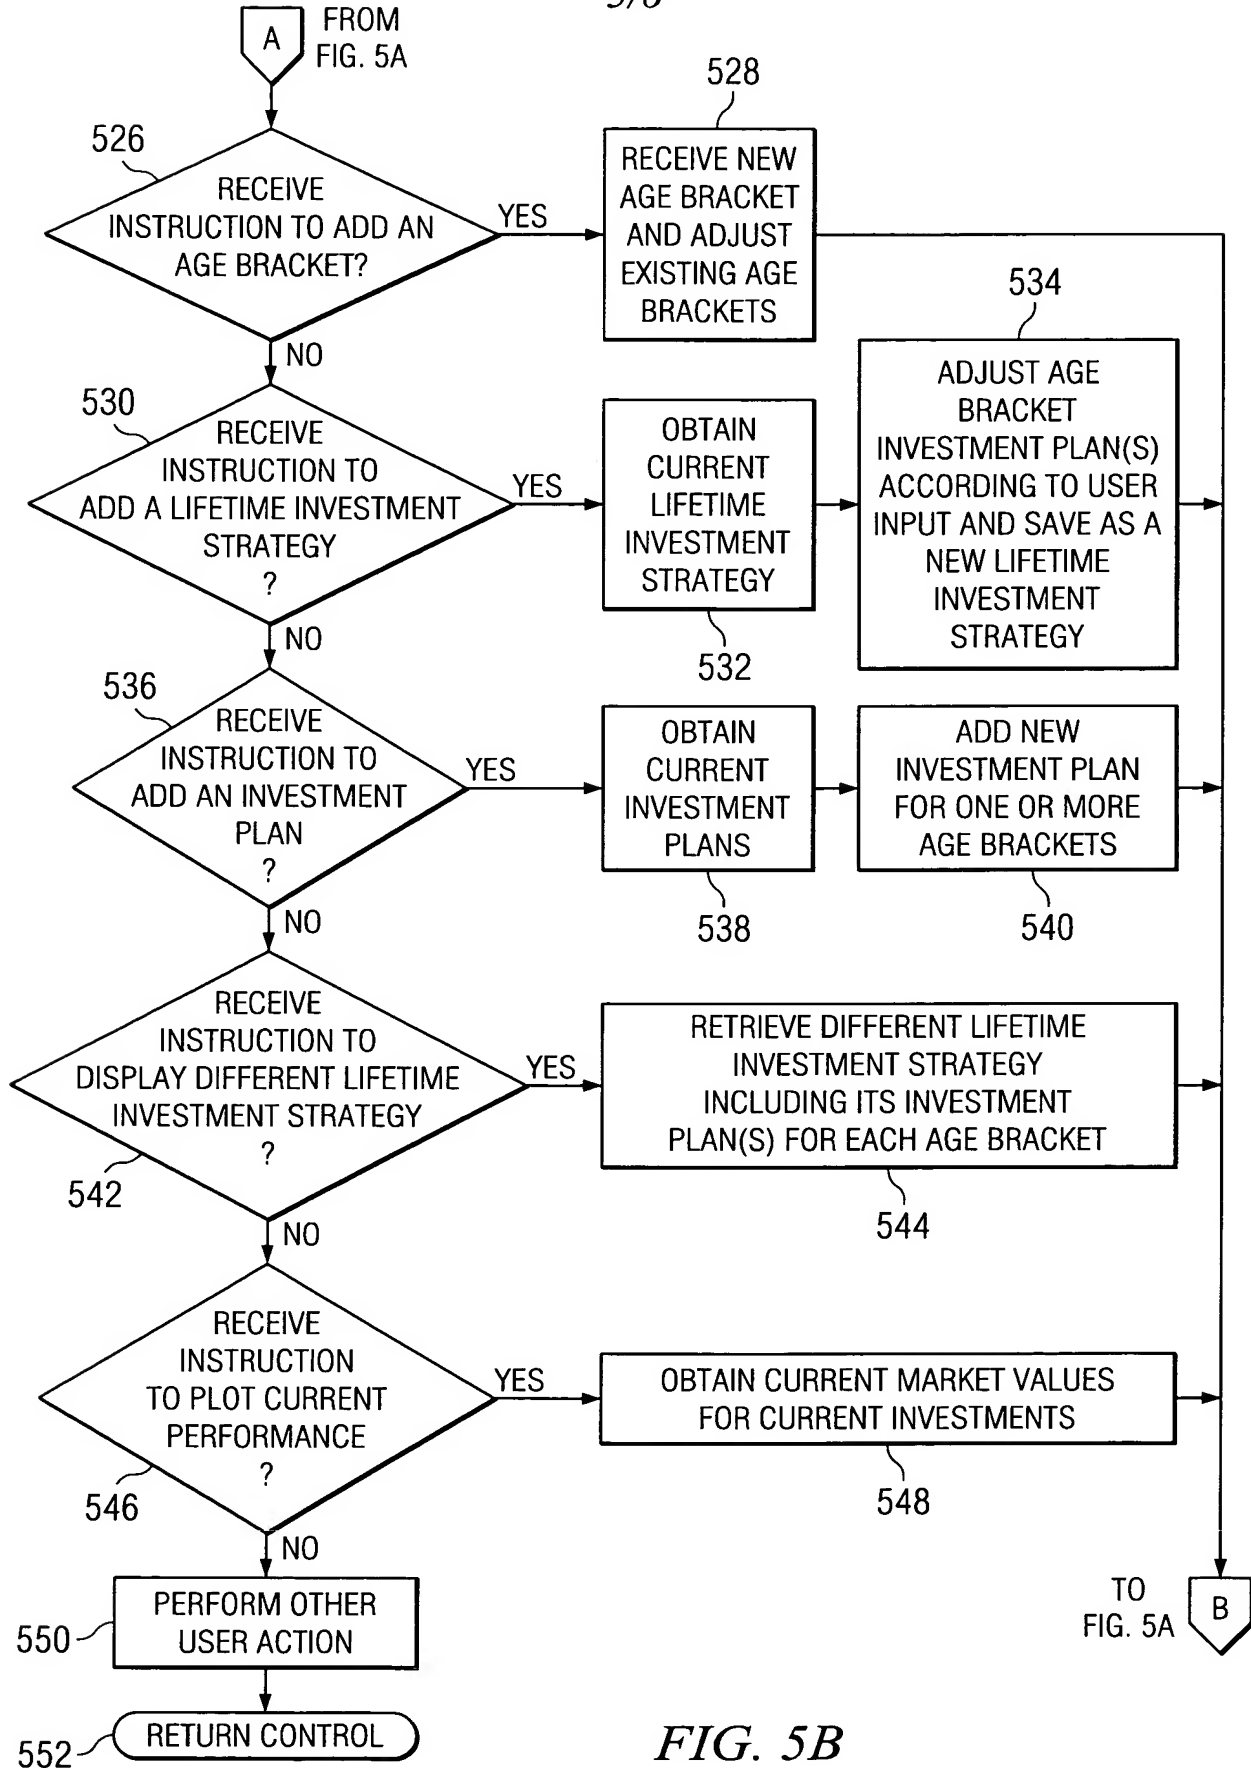 A
FROM
FIG. 5A
526
RECEIVE
INSTRUCTION TO ADD AN
AGE BRACKET?
YES
528
RECEIVE NEW
AGE BRACKET
AND ADJUST
EXISTING AGE
BRACKETS
NO
530
RECEIVE
INSTRUCTION TO
ADD A LIFETIME INVESTMENT
STRATEGY
?
YES
OBTAIN
CURRENT
LIFETIME
INVESTMENT
STRATEGY
532
534
ADJUST AGE
BRACKET
INVESTMENT PLAN(S)
ACCORDING TO USER
INPUT AND SAVE AS A
NEW LIFETIME
INVESTMENT
STRATEGY
NO
536
RECEIVE
INSTRUCTION TO
ADD AN INVESTMENT
PLAN
?
YES
OBTAIN
CURRENT
INVESTMENT
PLANS
538
ADD NEW
INVESTMENT PLAN
FOR ONE OR MORE
AGE BRACKETS
540
NO
RECEIVE
INSTRUCTION TO
DISPLAY DIFFERENT LIFETIME
INVESTMENT STRATEGY
?
542
YES
RETRIEVE DIFFERENT LIFETIME
INVESTMENT STRATEGY
INCLUDING ITS INVESTMENT
PLAN(S) FOR EACH AGE BRACKET
544
NO
RECEIVE
INSTRUCTION
TO PLOT CURRENT
PERFORMANCE
?
546
YES
OBTAIN CURRENT MARKET VALUES
FOR CURRENT INVESTMENTS
548
NO
PERFORM OTHER
USER ACTION
550
TO
FIG. 5A
B
RETURN CONTROL
552
FIG. 5B